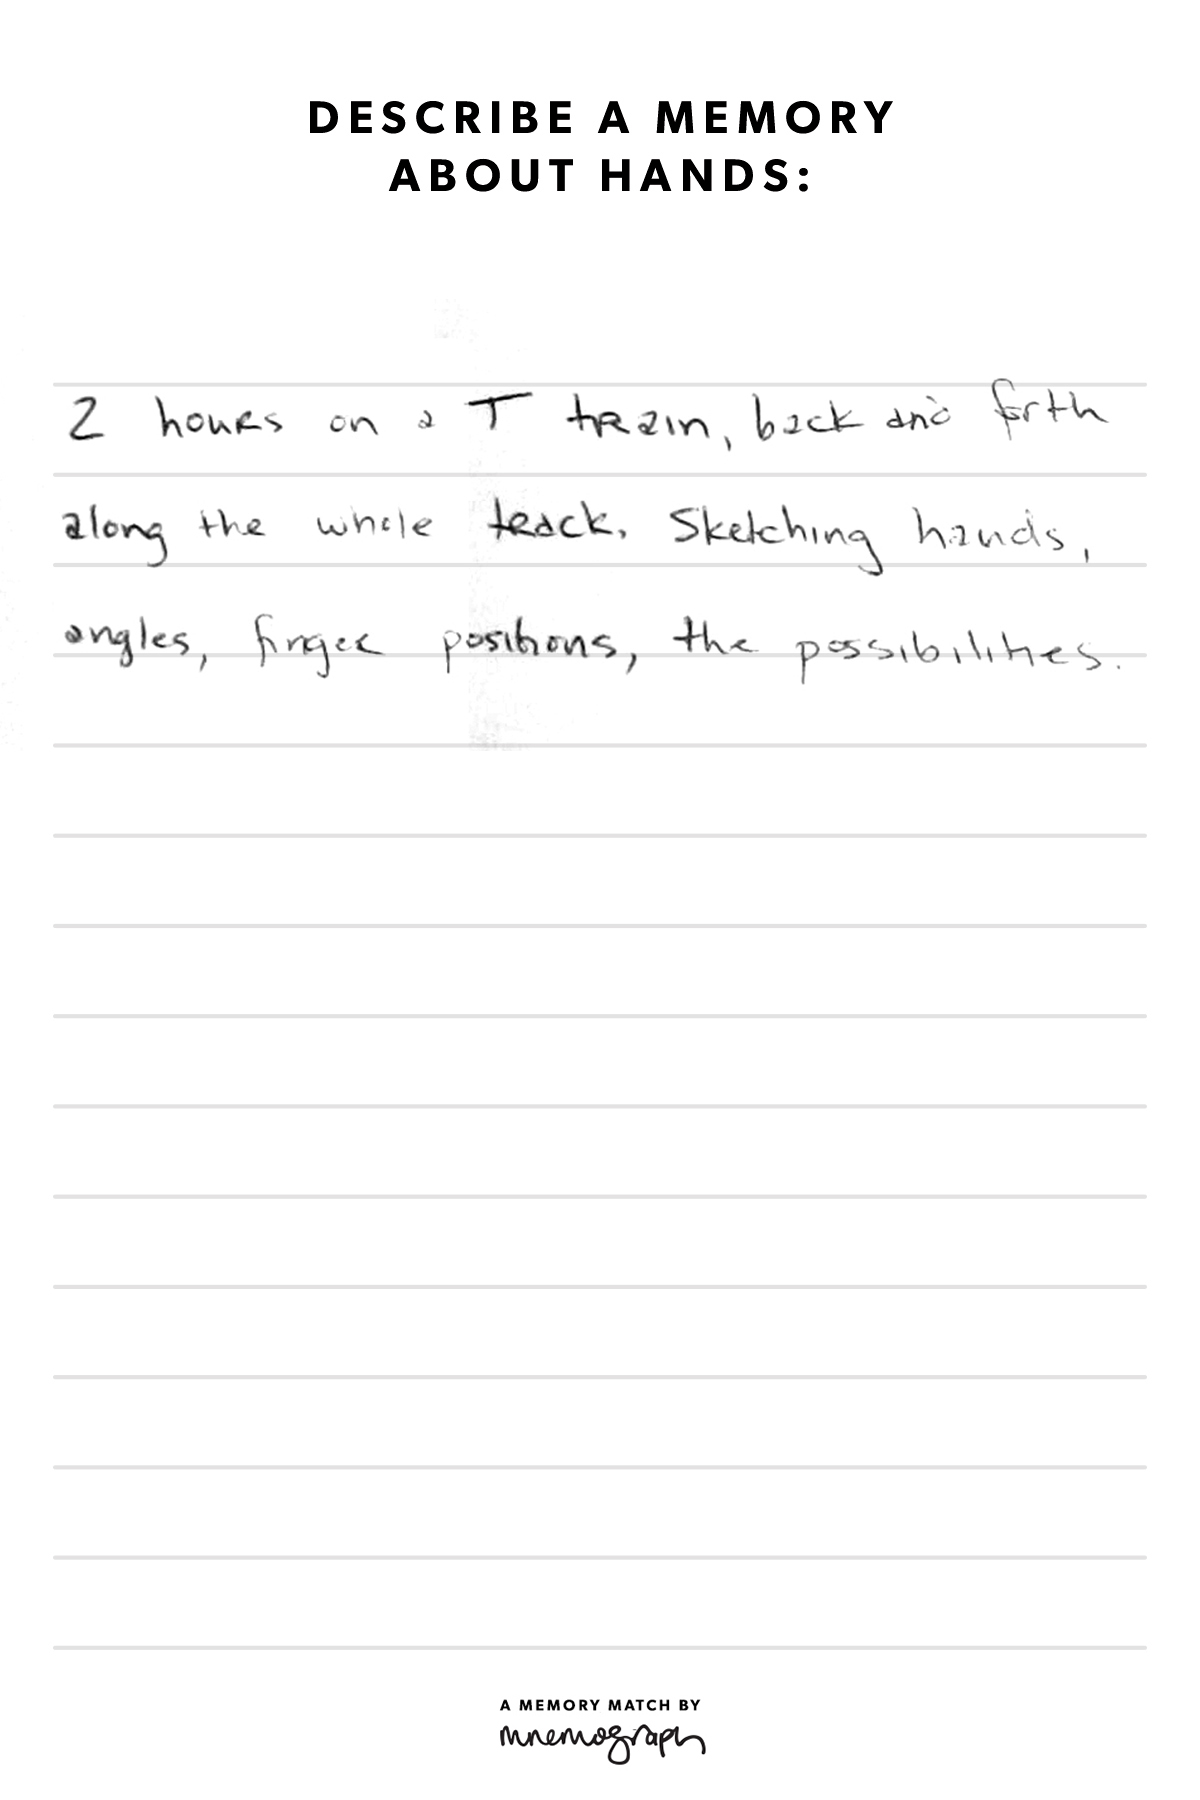 DESCRIBE A MEMORY
ABOUT HANDS:
2 hours on a T train, back and forth
along the whole track. Sketching hands,
angles, finger positions, the possibilities.
A MEMORY MATCH BY
mnemograph